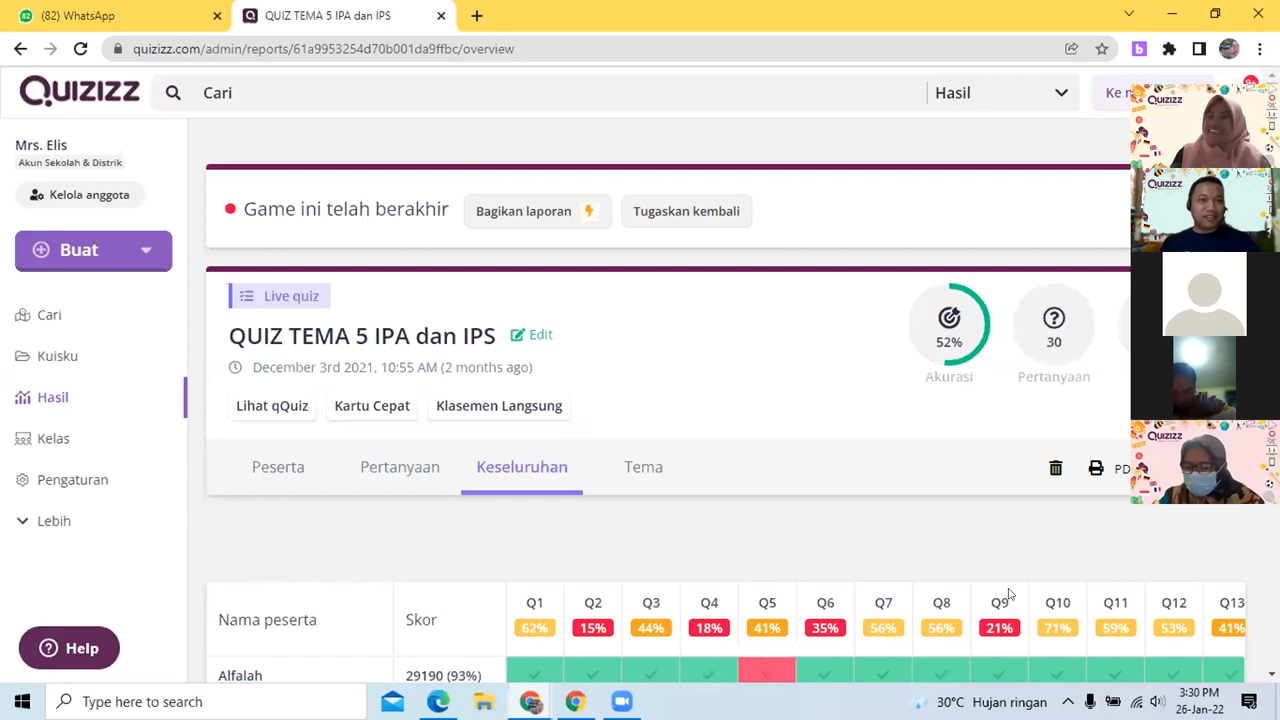 (82) WhatsApp
QUIZ TEMA 5 IPA dan IPS
quizizz.com/admin/reports/61a9953254d70b001da9ffbc/overview
QUIZIZZ
Cari
Hasil
Ke
Mrs. Elis
Akun Sekolah & Distrik
Kelola anggota
Buat
Cari
Kuisku
Hasil
Kelas
Pengaturan
Lebih
Help
Game ini telah berakhir
Bagikan laporan
Tugaskan kembali
Live quiz
QUIZ TEMA 5 IPA dan IPS
Edit
December 3rd 2021, 10:55 AM (2 months ago)
Lihat qQuiz
Kartu Cepat
Klasemen Langsung
52%
Akurasi
30
Pertanyaan
Peserta
Pertanyaan
Keseluruhan
Tema
PD
Nama peserta Skor Q1 Q2 Q3 Q4 Q5 Q6 Q7 Q8 Q9 Q10 Q11 Q12 Q13
62% 15% 44% 18% 41% 35% 56% 56% 21% 71% 59% 53% 41%
Alfalah 29190 (93%)
QUIZIZZ
QUIZIZZ
QUIZIZZ
Type here to search
30°C Hujan ringan
3:30 PM
26-Jan-22